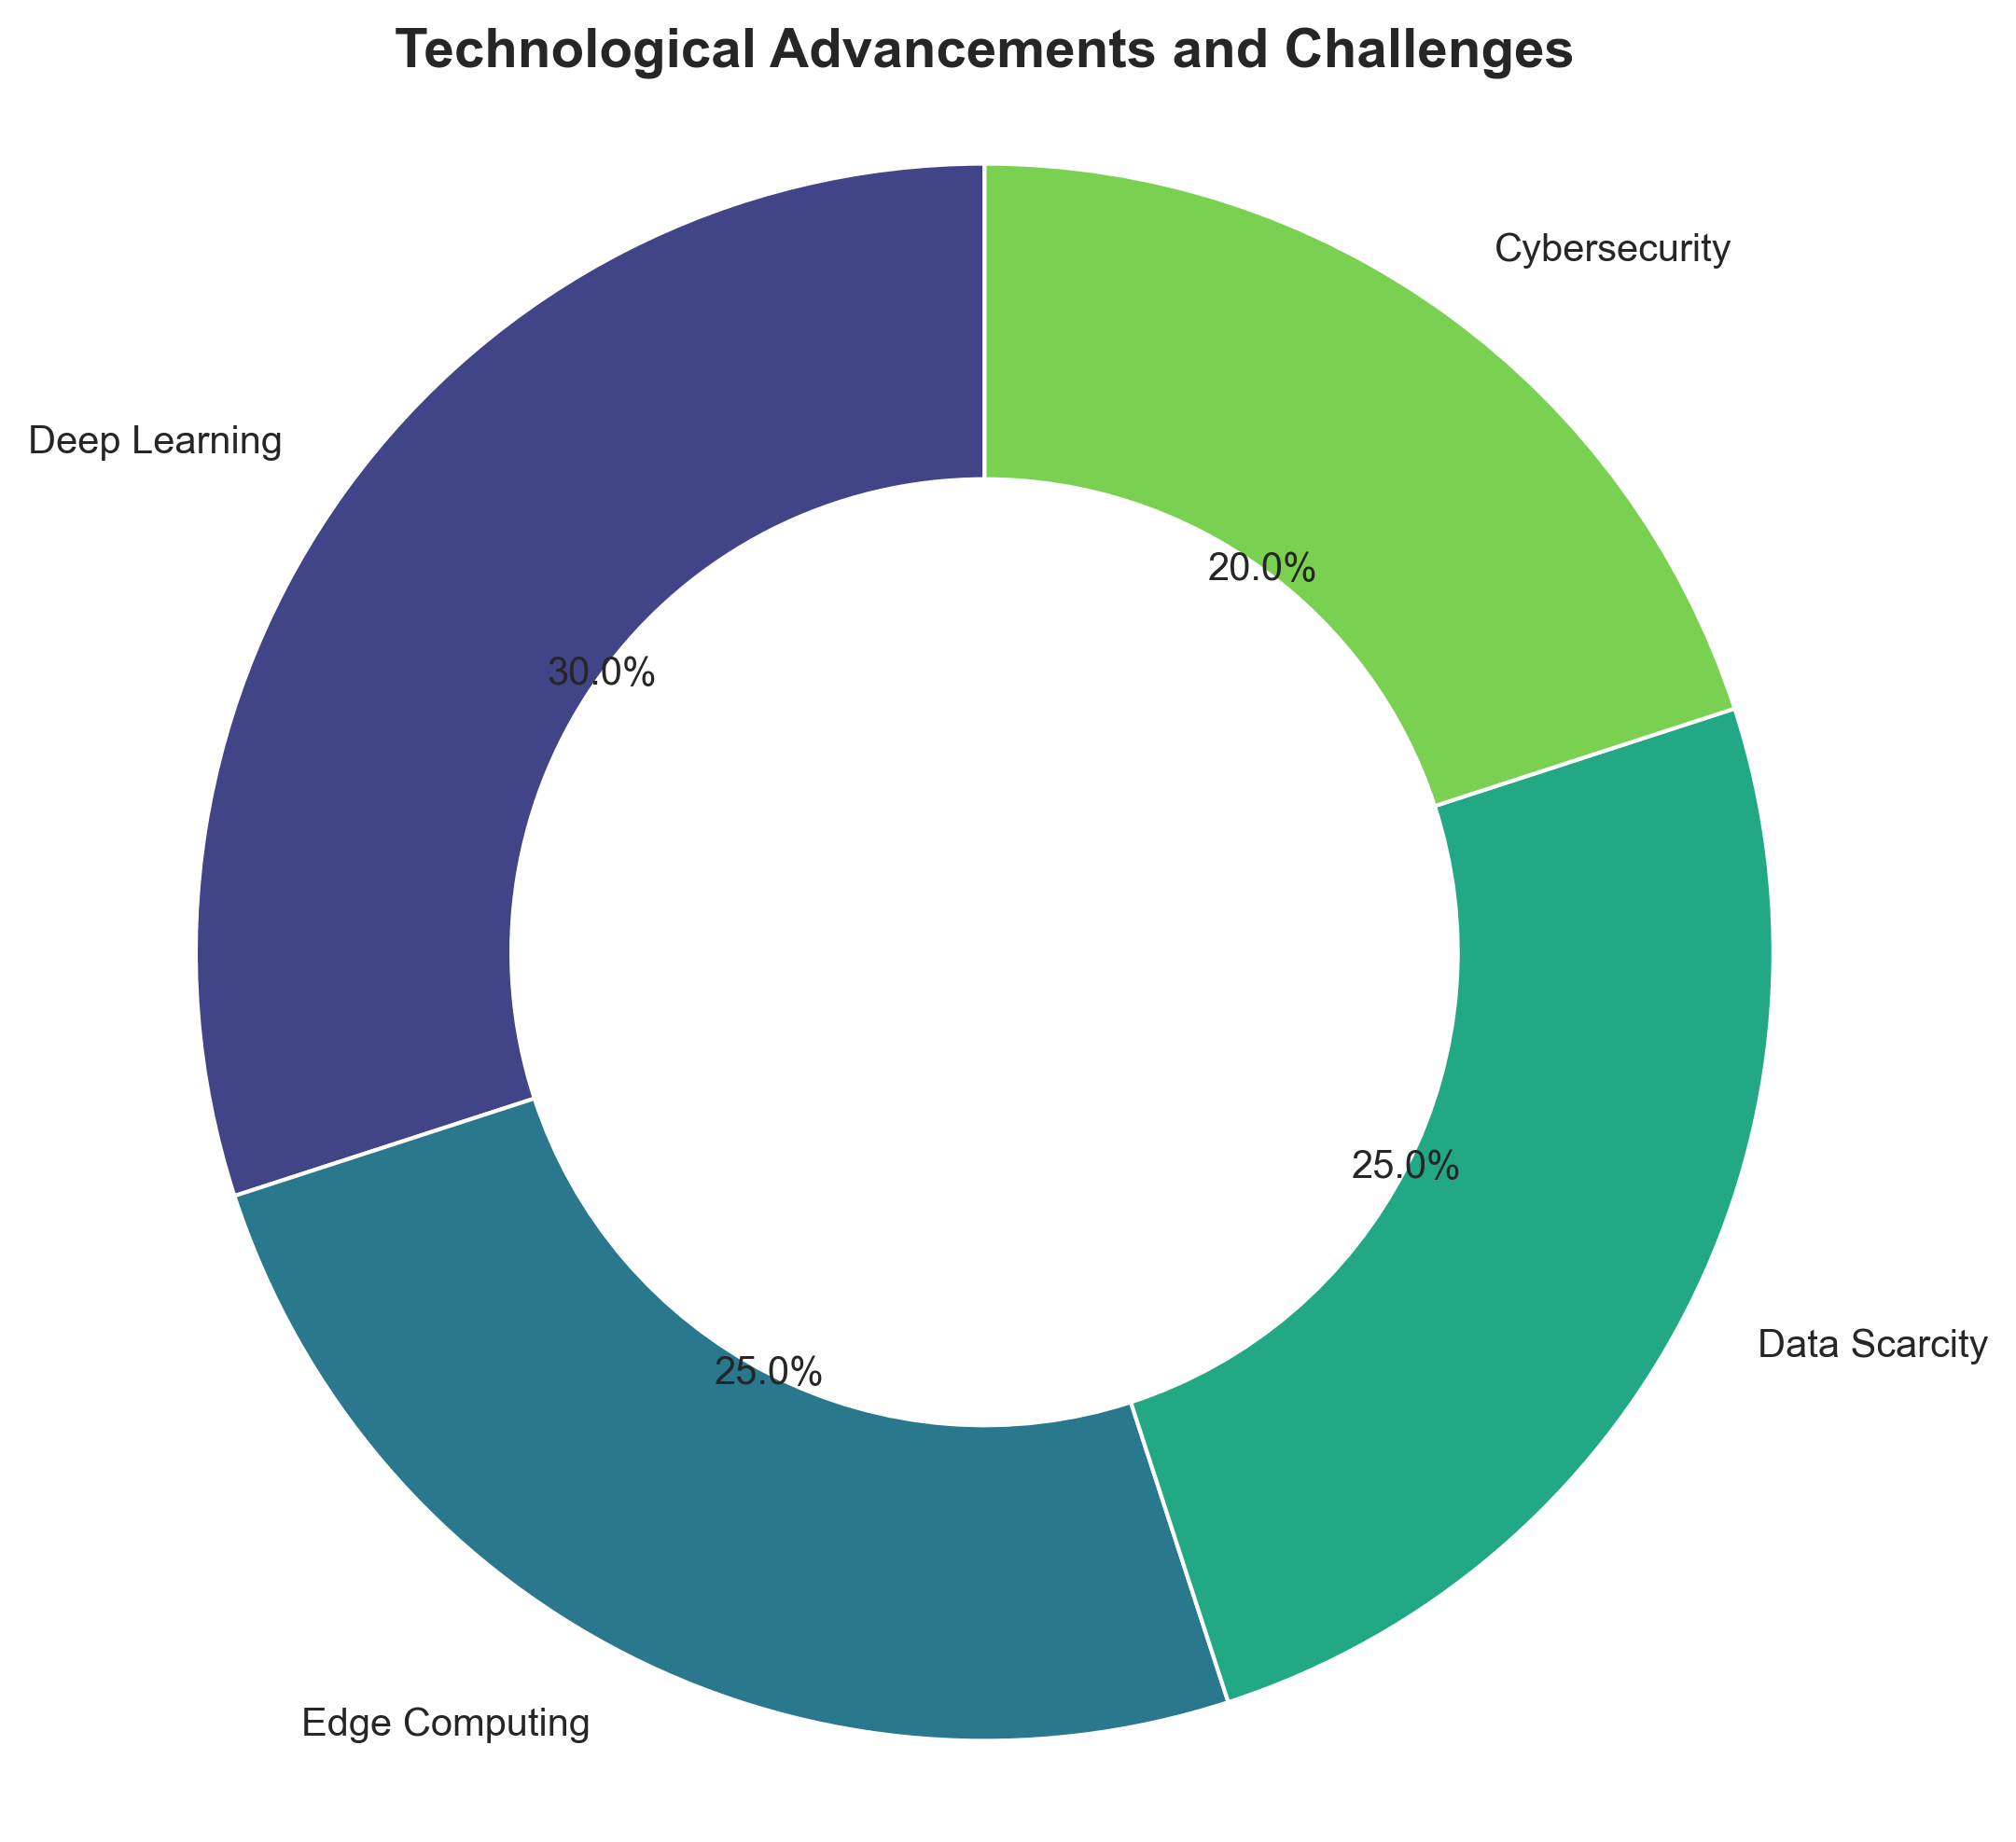 Technological Advancements and Challenges
Cybersecurity
Deep Learning
20.0%
30.0%
25.0%
Data Scarcity
25.0%
Edge Computing